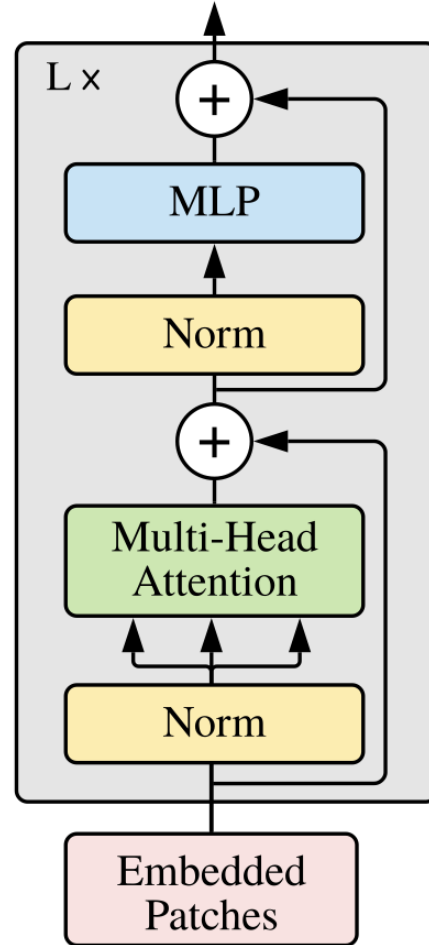 L ×
+
MLP
Norm
+
Multi-Head
Attention
Norm
Embedded
Patches